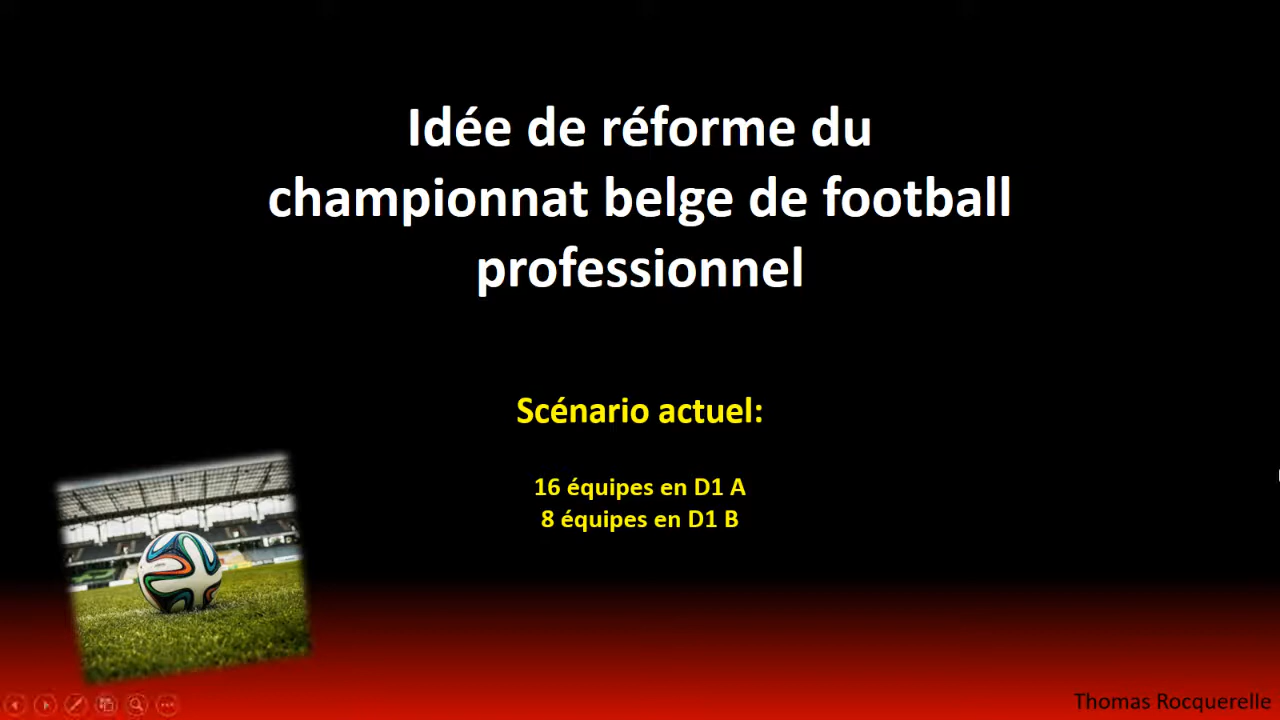 Idée de réforme du
championnat belge de football
professionnel
Scénario actuel:
16 équipes en D1 A
8 équipes en D1 B
Thomas Rocquerelle